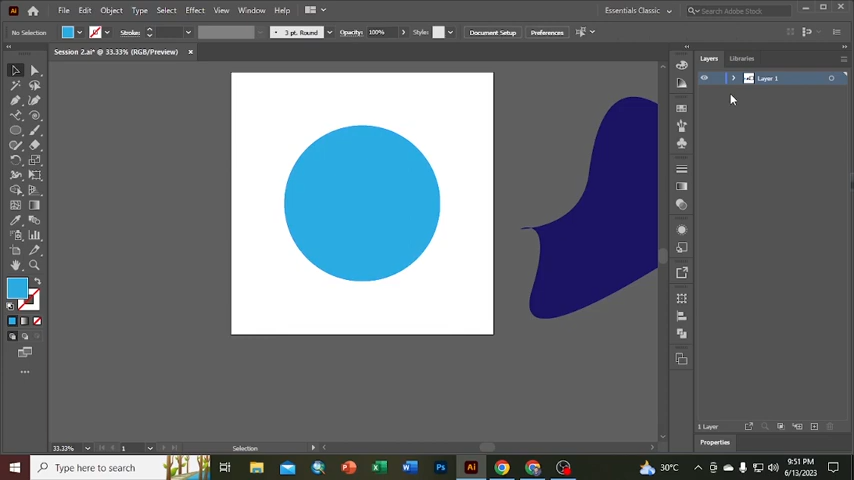 Ai File Edit Object Type Select Effect View Window Help Essentials Classic Search Adobe Stock
No Selection Stroke: 3 pt. Round Opacity: 100% Style: Document Setup Preferences
Session 2.ai* @ 33.33% (RGB/Preview) ×
Layers Libraries
Layer 1
1 Layer
Properties
33.33% 1 Selection
Type here to search Ai 30°C 9:51 PM
6/13/2023